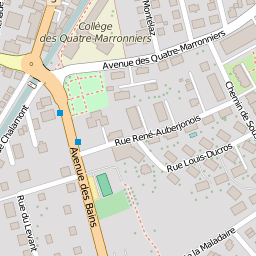 Collège
des Quatre-Marronniers
Avenue des Quatre-Marronniers
Chemin de
Rue René-Auberjonois
Rue Louis-Ducros
Avenue des Bains
Rue du Levant
la Maladaire
Chalamont